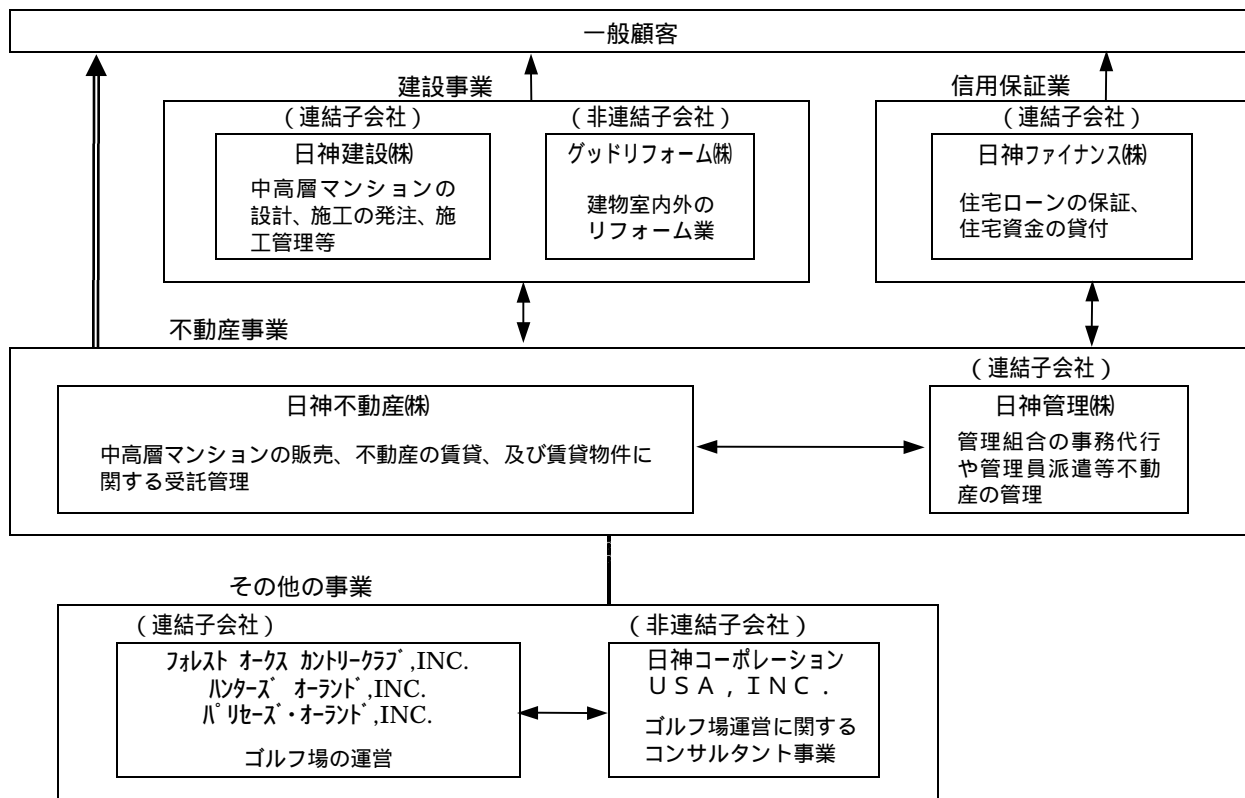 一般顧客
建設事業
信用保証業
(連結子会社)
日神建設㈱
中高層マンションの
設計、施工の発注、施
工管理等
(非連結子会社)
グッドリフォーム㈱
建物室内外の
リフォーム業
(連結子会社)
日神ファイナンス㈱
住宅ローンの保証、
住宅資金の貸付
不動産事業
日神不動産㈱
中高層マンションの販売、不動産の賃貸、及び賃貸物件に
関する受託管理
(連結子会社)
日神管理㈱
管理組合の事務代行
や管理員派遣等不動
産の管理
その他の事業
(連結子会社)
フォレスト オークス カントリークラブ,INC.
ハンターズ オーランド,INC.
パリセーズ・オーランド,INC.
ゴルフ場の運営
(非連結子会社)
日神コーポレーション
USA,INC.
ゴルフ場運営に関する
コンサルタント事業